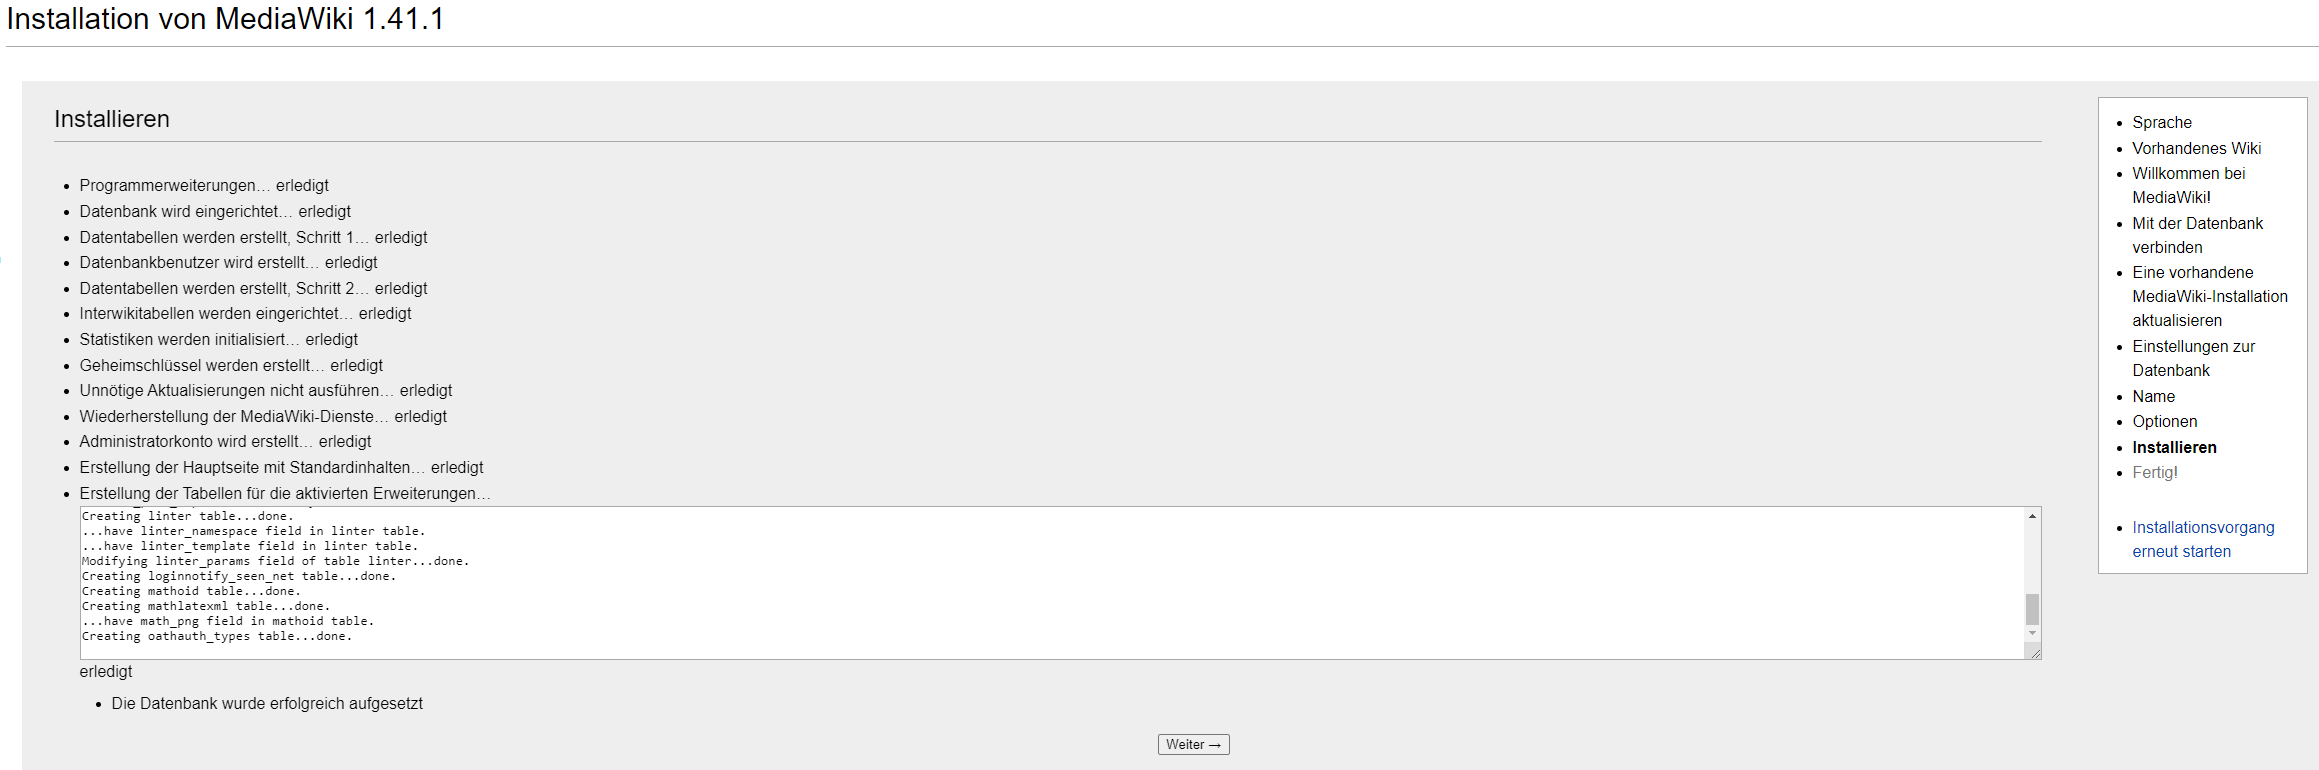 Installation von MediaWiki 1.41.1
Installieren
Programmerweiterungen… erledigt
Datenbank wird eingerichtet… erledigt
Datentabellen werden erstellt, Schritt 1… erledigt
Datenbankbenutzer wird erstellt… erledigt
Datentabellen werden erstellt, Schritt 2… erledigt
Interwikitabellen werden eingerichtet… erledigt
Statistiken werden initialisiert… erledigt
Geheimschlüssel werden erstellt… erledigt
Unnötige Aktualisierungen nicht ausführen… erledigt
Wiederherstellung der MediaWiki-Dienste… erledigt
Administratorkonto wird erstellt… erledigt
Erstellung der Hauptseite mit Standardinhalten… erledigt
Erstellung der Tabellen für die aktivierten Erweiterungen…
Creating linter table...done.
...have linter_namespace field in linter table.
...have linter_template field in linter table.
Modifying linter_params field of table linter...done.
Creating loginnotify_seen_net table...done.
Creating mathoid table...done.
Creating mathlatexml table...done.
...have math_png field in mathoid table.
Creating oathauth_types table...done.
erledigt
Die Datenbank wurde erfolgreich aufgesetzt
Weiter →
Sprache
Vorhandenes Wiki
Willkommen bei
MediaWiki!
Mit der Datenbank
verbinden
Eine vorhandene
MediaWiki-Installation
aktualisieren
Einstellungen zur
Datenbank
Name
Optionen
Installieren
Fertig!
Installationsvorgang
erneut starten